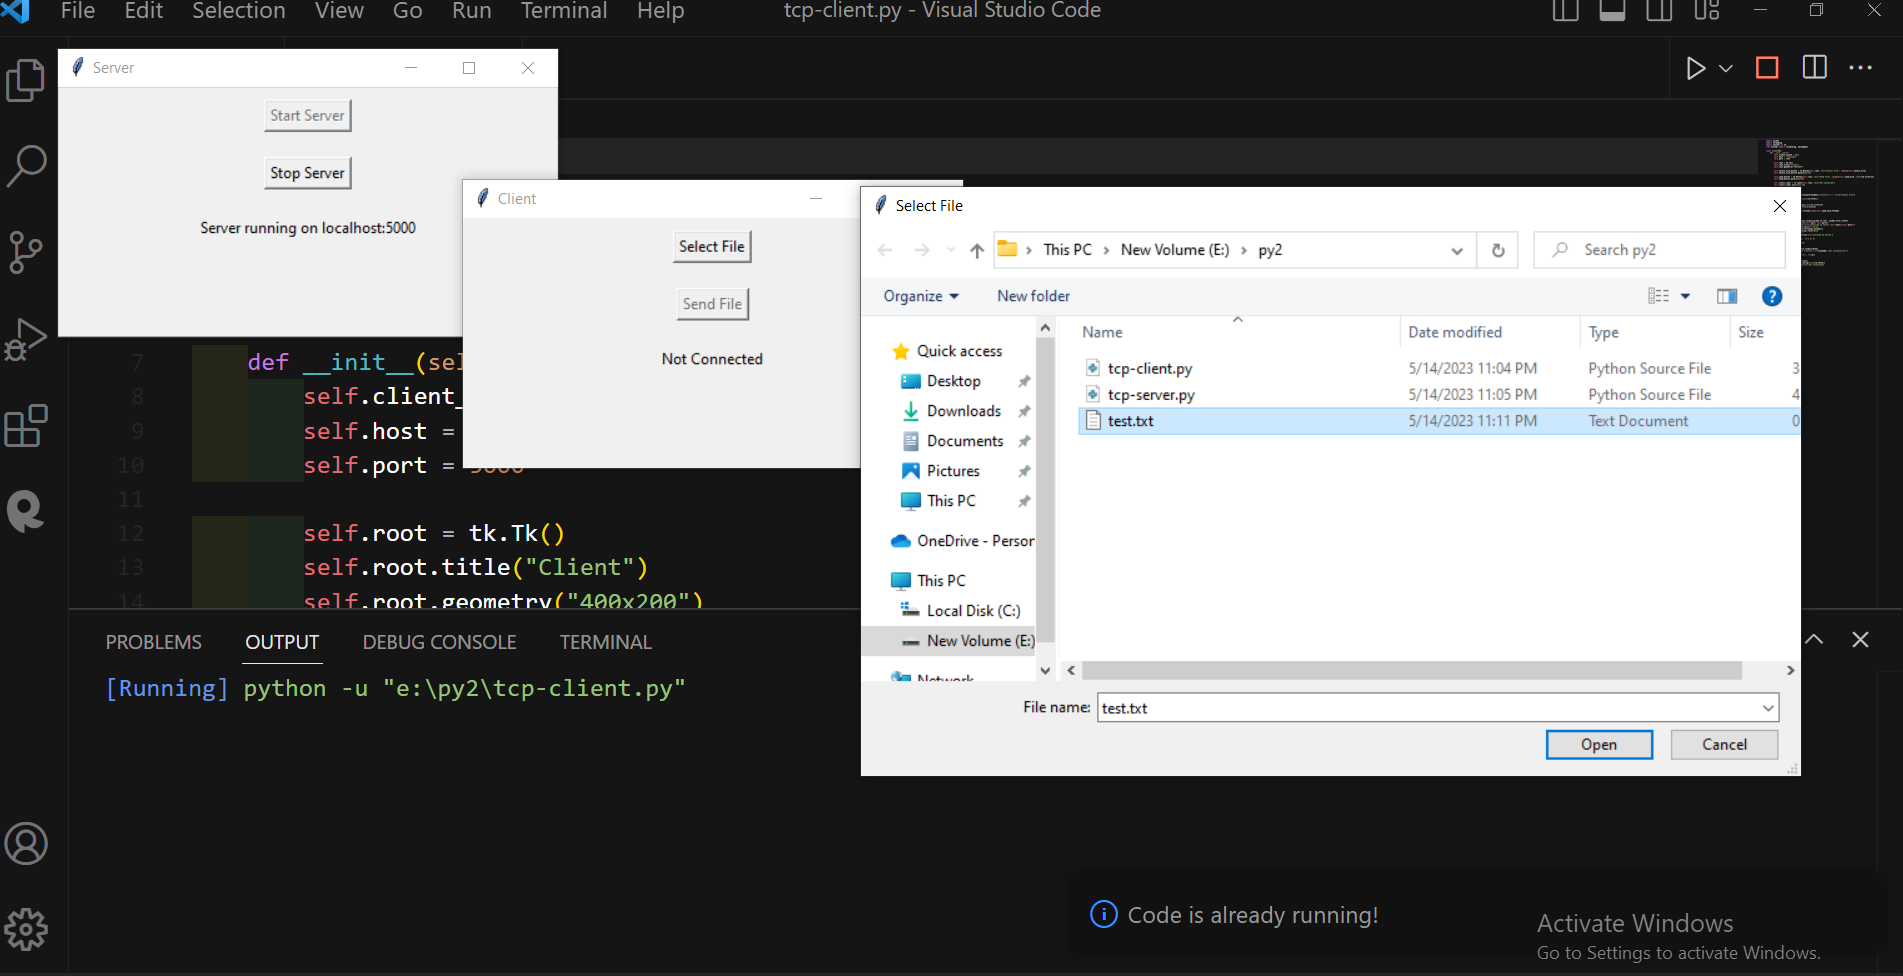 File Edit Selection View Go Run Terminal Help tcp-client.py - Visual Studio Code
Server
Start Server
Stop Server
Server running on localhost:5000
Client
Select File
Send File
Not Connected
7 def __init__(sel
8 self.client_
9 self.host =
10 self.port =
11
12 self.root = tk.Tk()
13 self.root.title("Client")
14 self.root.geometry("400x200")
Select File
This PC New Volume (E:) py2
Search py2
Organize New folder
Name Date modified Type Size
tcp-client.py 5/14/2023 11:04 PM Python Source File 3
tcp-server.py 5/14/2023 11:05 PM Python Source File 4
test.txt 5/14/2023 11:11 PM Text Document 0
Quick access
Desktop
Downloads
Documents
Pictures
This PC
OneDrive - Person
This PC
Local Disk (C:)
New Volume (E:)
Network
File name: test.txt
Open Cancel
PROBLEMS OUTPUT DEBUG CONSOLE TERMINAL
[Running] python -u "e:\py2\tcp-client.py"
Code is already running!
Activate Windows
Go to Settings to activate Windows.